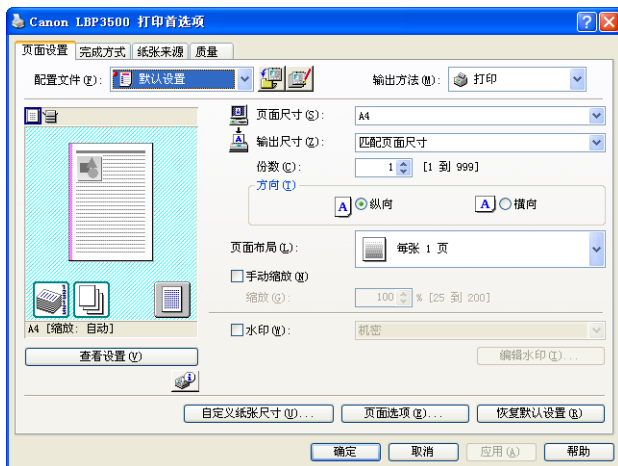 Canon LBP3500 打印首选项
页面设置 完成方式 纸张来源 质量
配置文件(F): 默认设置 输出方法(M): 打印
页面尺寸(S): A4
输出尺寸(Z): 匹配页面尺寸
份数(C): 1 [1 到 999]
方向(T)
A 纵向 A 横向
页面布局(L): 每张 1 页
手动缩放(N)
缩放(G): 100 % [25 到 200]
A4 [缩放: 自动]
水印(W): 机密
查看设置(V) 编辑水印(I)...
自定义纸张尺寸(U)... 页面选项(E)... 恢复默认设置(R)
确定 取消 应用(A) 帮助